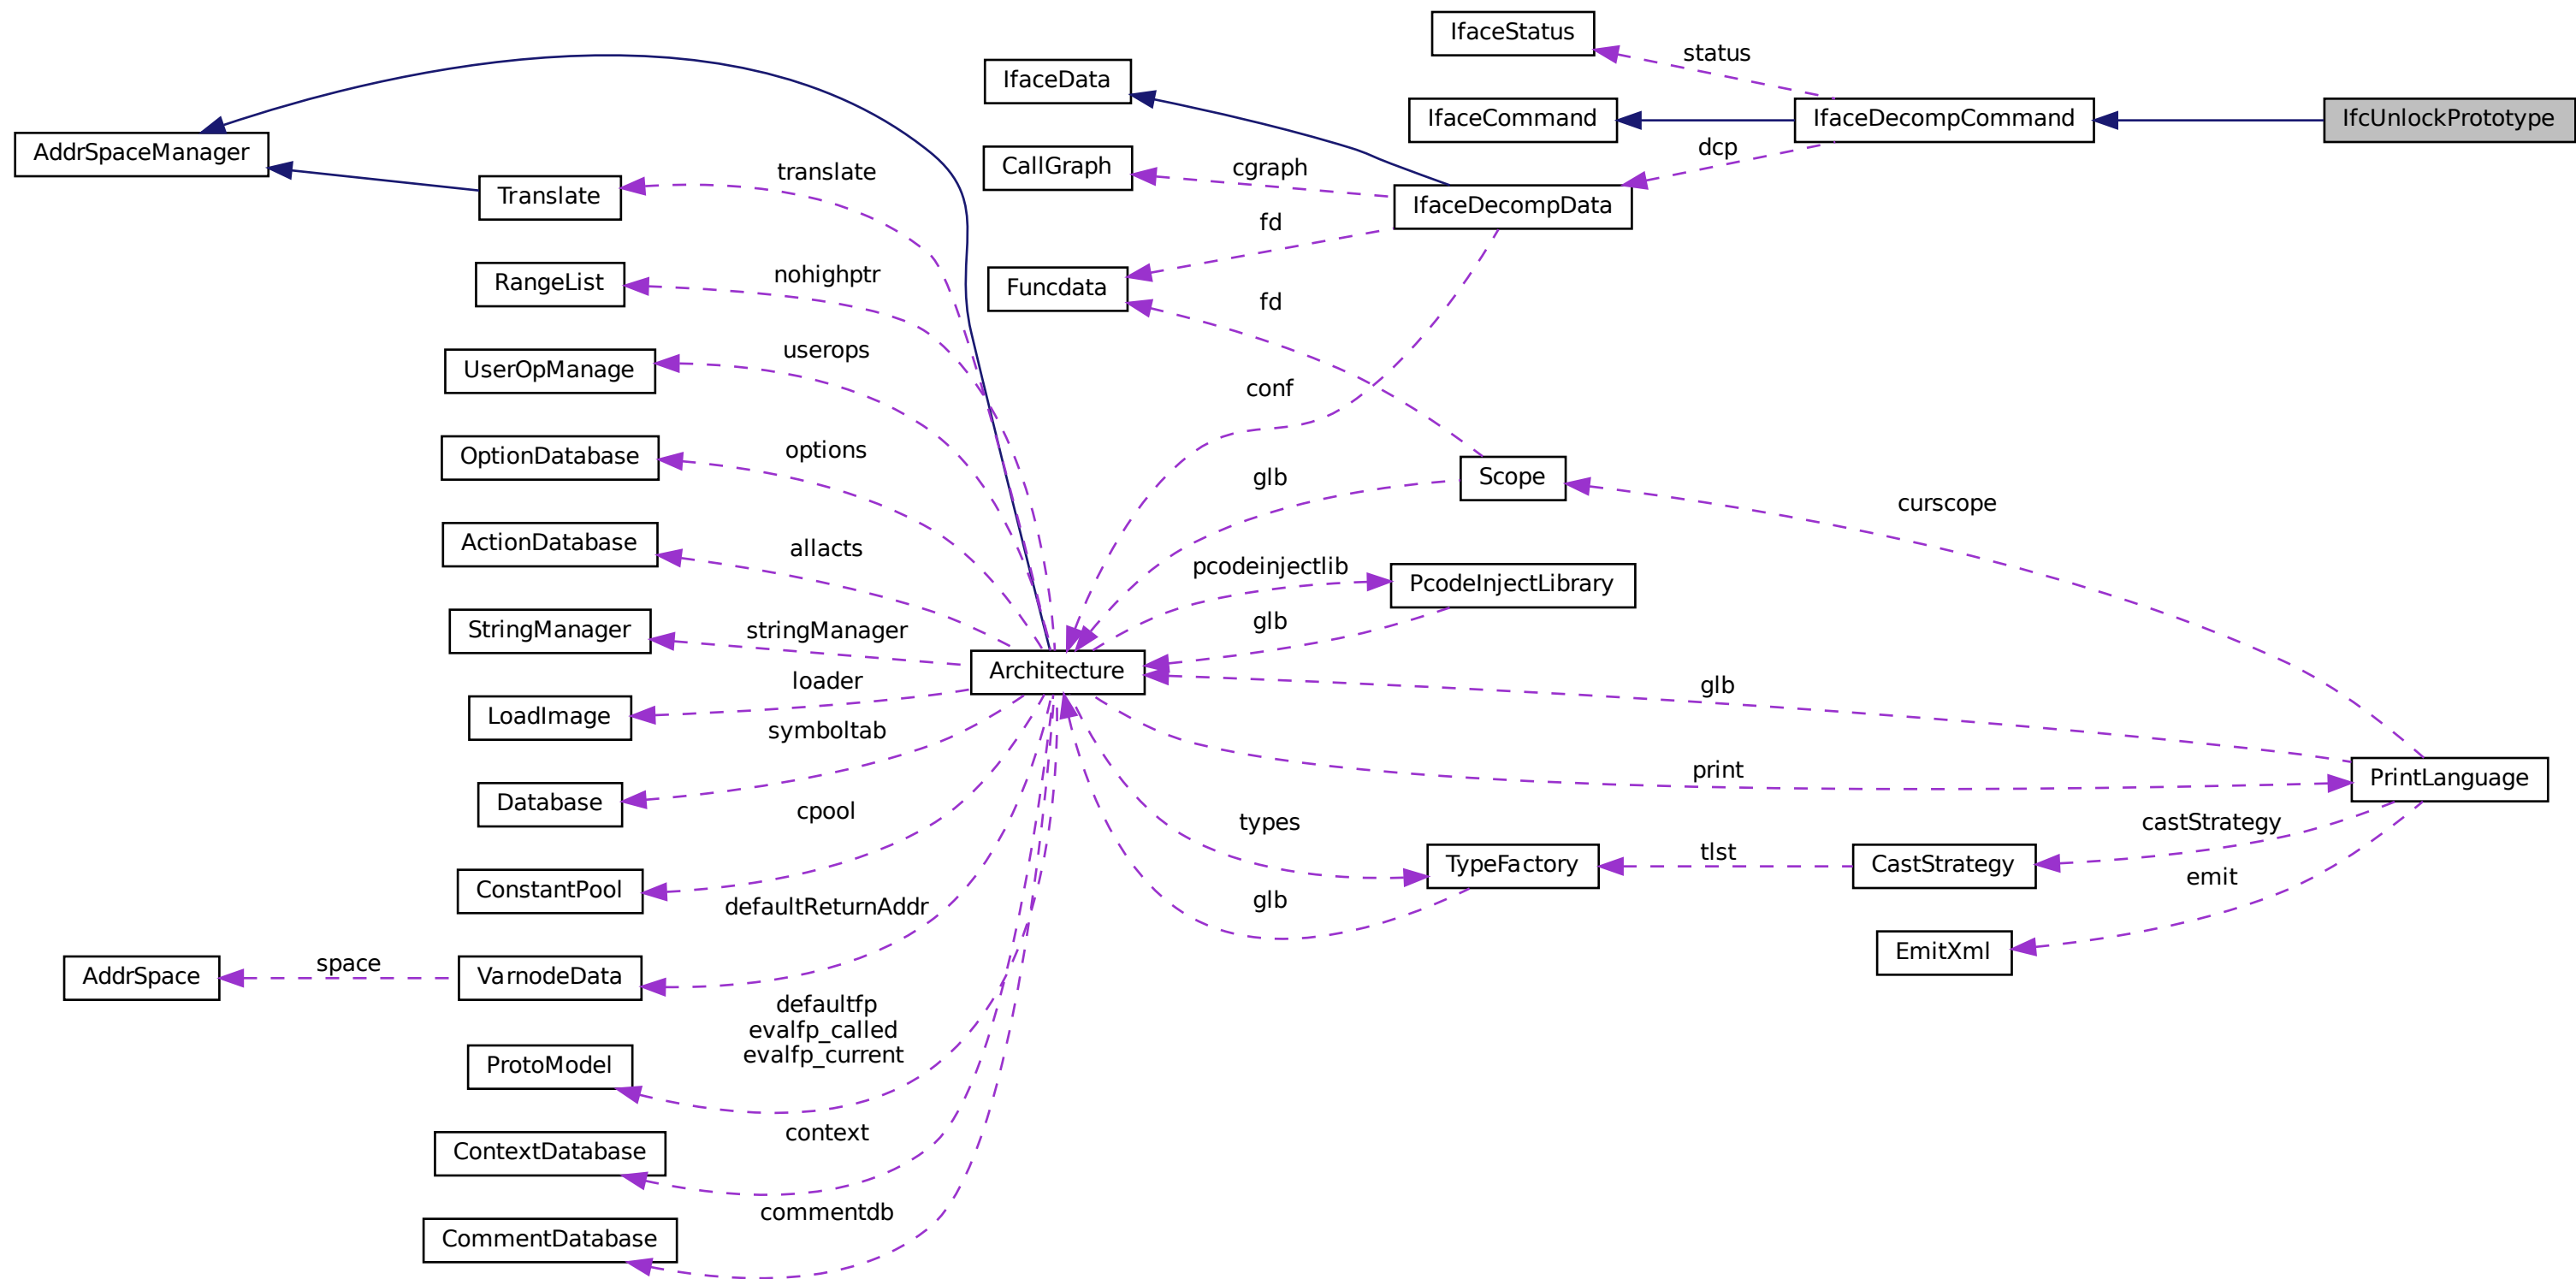 IfaceStatus
status
IfaceData
IfaceCommand
IfaceDecompCommand
IfcUnlockPrototype
AddrSpaceManager
dcp
CallGraph
cgraph
translate
Translate
IfaceDecompData
fd
nohighptr
RangeList
Funcdata
fd
userops
UserOpManage
conf
options
OptionDatabase
glb
Scope
curscope
allacts
ActionDatabase
pcodeinjectlib
PcodeInjectLibrary
glb
stringManager
StringManager
Architecture
loader
glb
LoadImage
symboltab
print
PrintLanguage
Database
cpool
types
castStrategy
tlst
TypeFactory
CastStrategy
emit
ConstantPool
glb
defaultReturnAddr
EmitXml
space
AddrSpace
VarnodeData
defaultfp
evalfp_called
evalfp_current
ProtoModel
context
ContextDatabase
commentdb
CommentDatabase